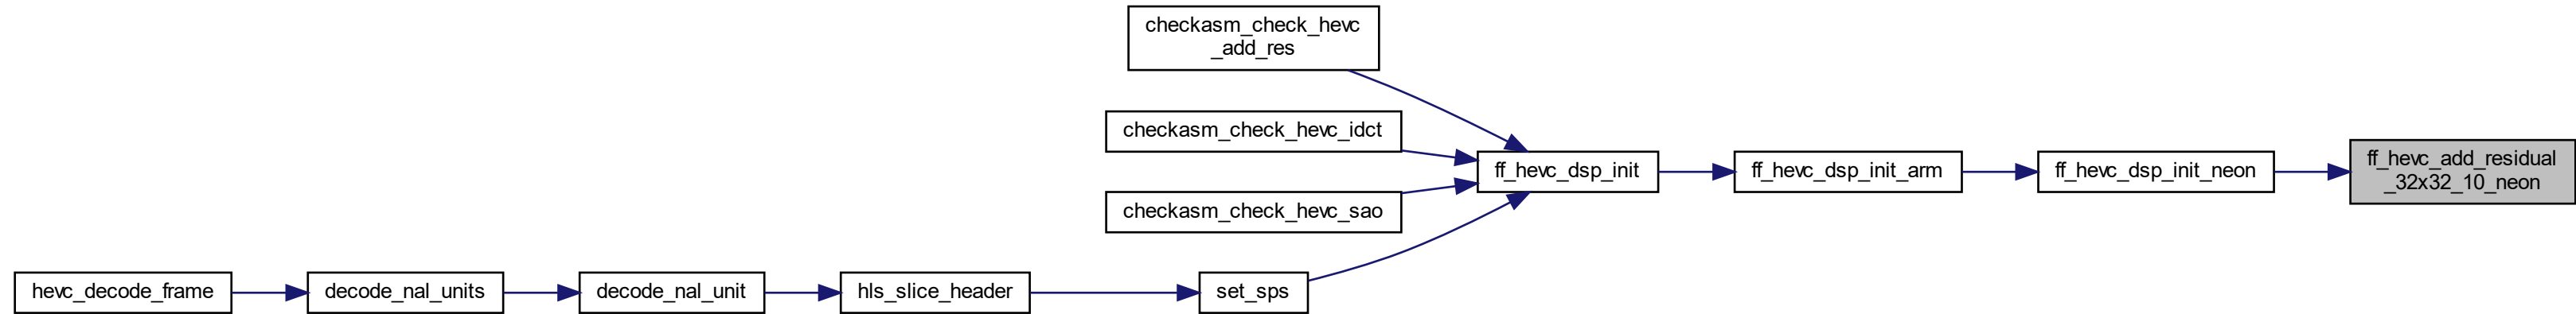 checkasm_check_hevc
_add_res
checkasm_check_hevc_idct
checkasm_check_hevc_sao
ff_hevc_dsp_init
ff_hevc_dsp_init_arm
ff_hevc_dsp_init_neon
ff_hevc_add_residual
_32x32_10_neon
hevc_decode_frame
decode_nal_units
decode_nal_unit
hls_slice_header
set_sps